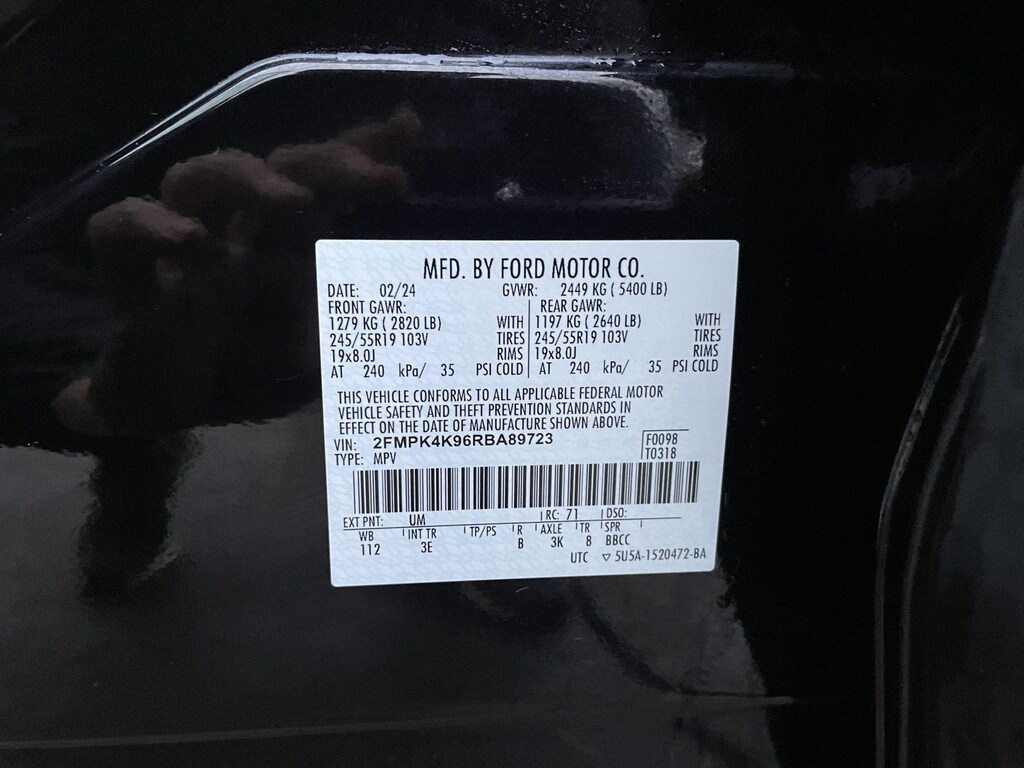 MFD. BY FORD MOTOR CO.
DATE: 02/24 GVWR: 2449 KG ( 5400 LB)
FRONT GAWR: REAR GAWR:
1279 KG ( 2820 LB) WITH 1197 KG ( 2640 LB) WITH
245/55R19 103V TIRES 245/55R19 103V TIRES
19x8.0J RIMS 19x8.0J RIMS
AT 240 kPa/ 35 PSI COLD AT 240 kPa/ 35 PSI COLD
THIS VEHICLE CONFORMS TO ALL APPLICABLE FEDERAL MOTOR
VEHICLE SAFETY AND THEFT PREVENTION STANDARDS IN
EFFECT ON THE DATE OF MANUFACTURE SHOWN ABOVE.
VIN: 2FMPK4K96RBA89723 F0098
TYPE: MPV T0318
EXT PNT: UM RC: 71 DSO:
WB INT TR TP/PS R AXLE TR SPR
112 3E B 3K 8 BBCC
UTC ▽ 5U5A-1520472-BA